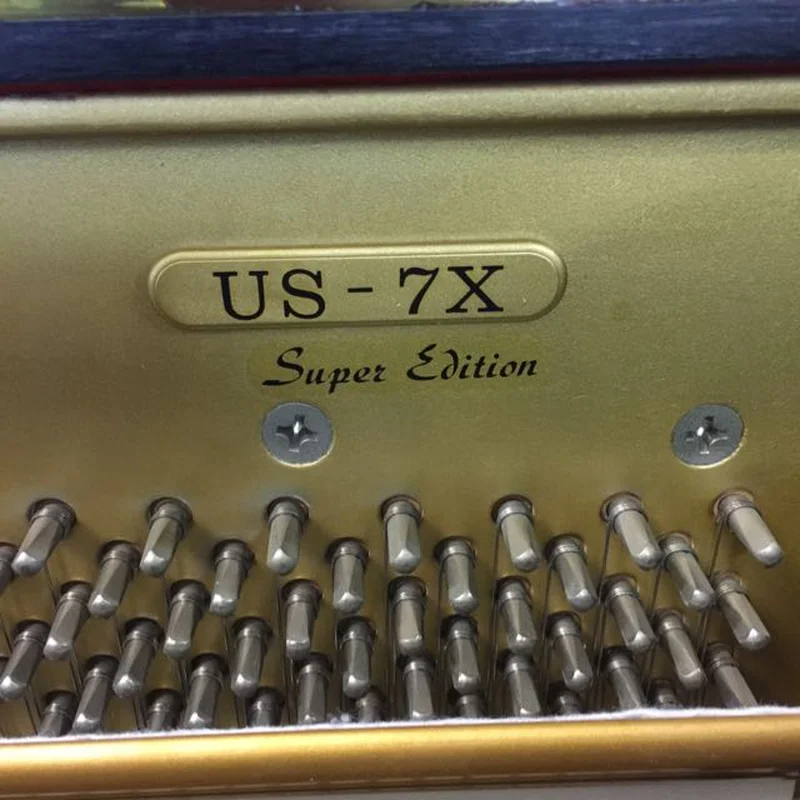 US - 7X
Super Edition